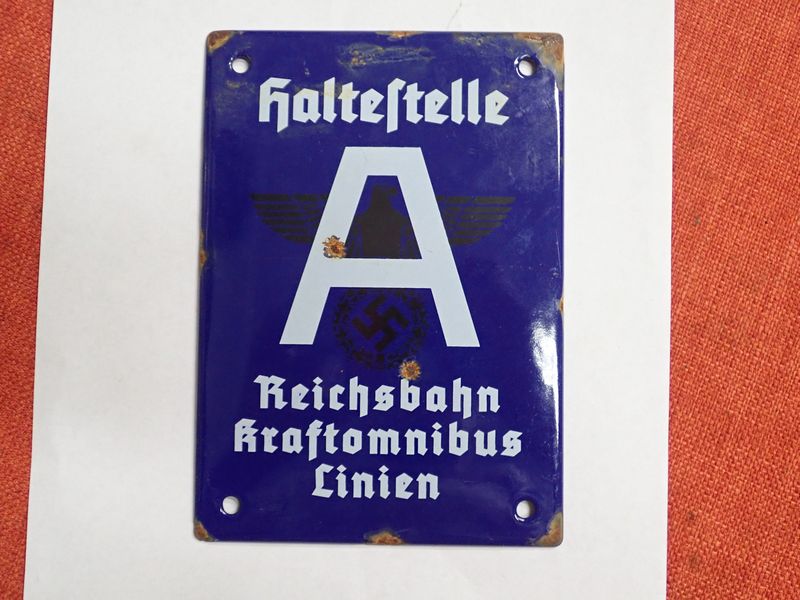 Halteſtelle
A
Reichsbahn
Kraftomnibus
Linien